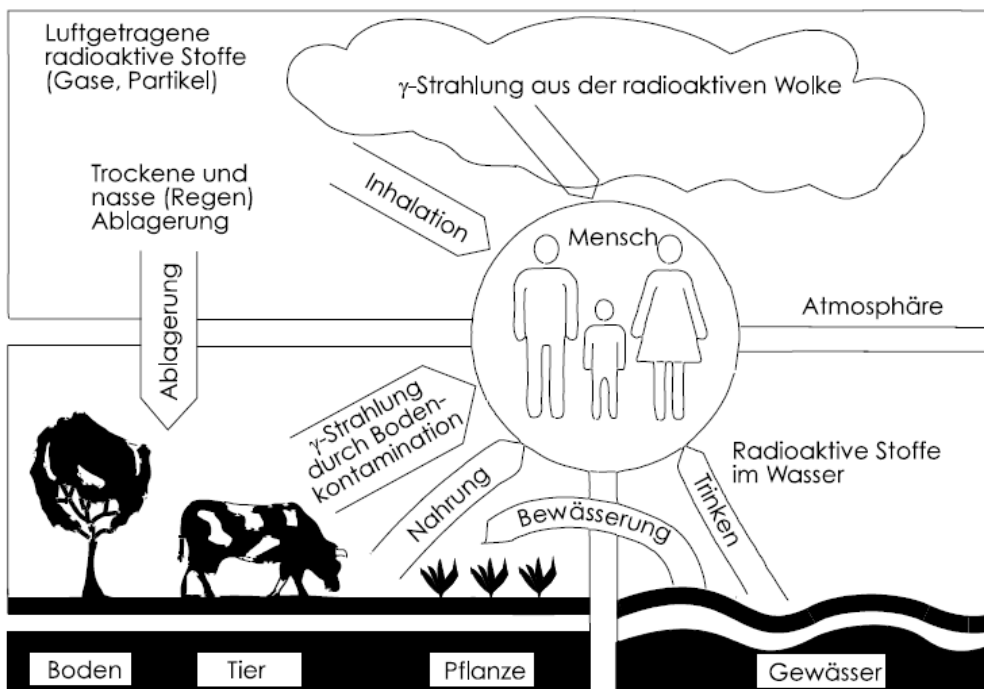 Luftgetragene
radioaktive Stoffe
(Gase, Partikel)
γ-Strahlung aus der radioaktiven Wolke
Trockene und
nasse (Regen)
Ablagerung
Inhalation
Mensch
Ablagerung
Atmosphäre
γ-Strahlung
durch Boden-
kontamination
Nahrung
Bewässerung
Trinken
Radioaktive Stoffe
im Wasser
Boden
Tier
Pflanze
Gewässer